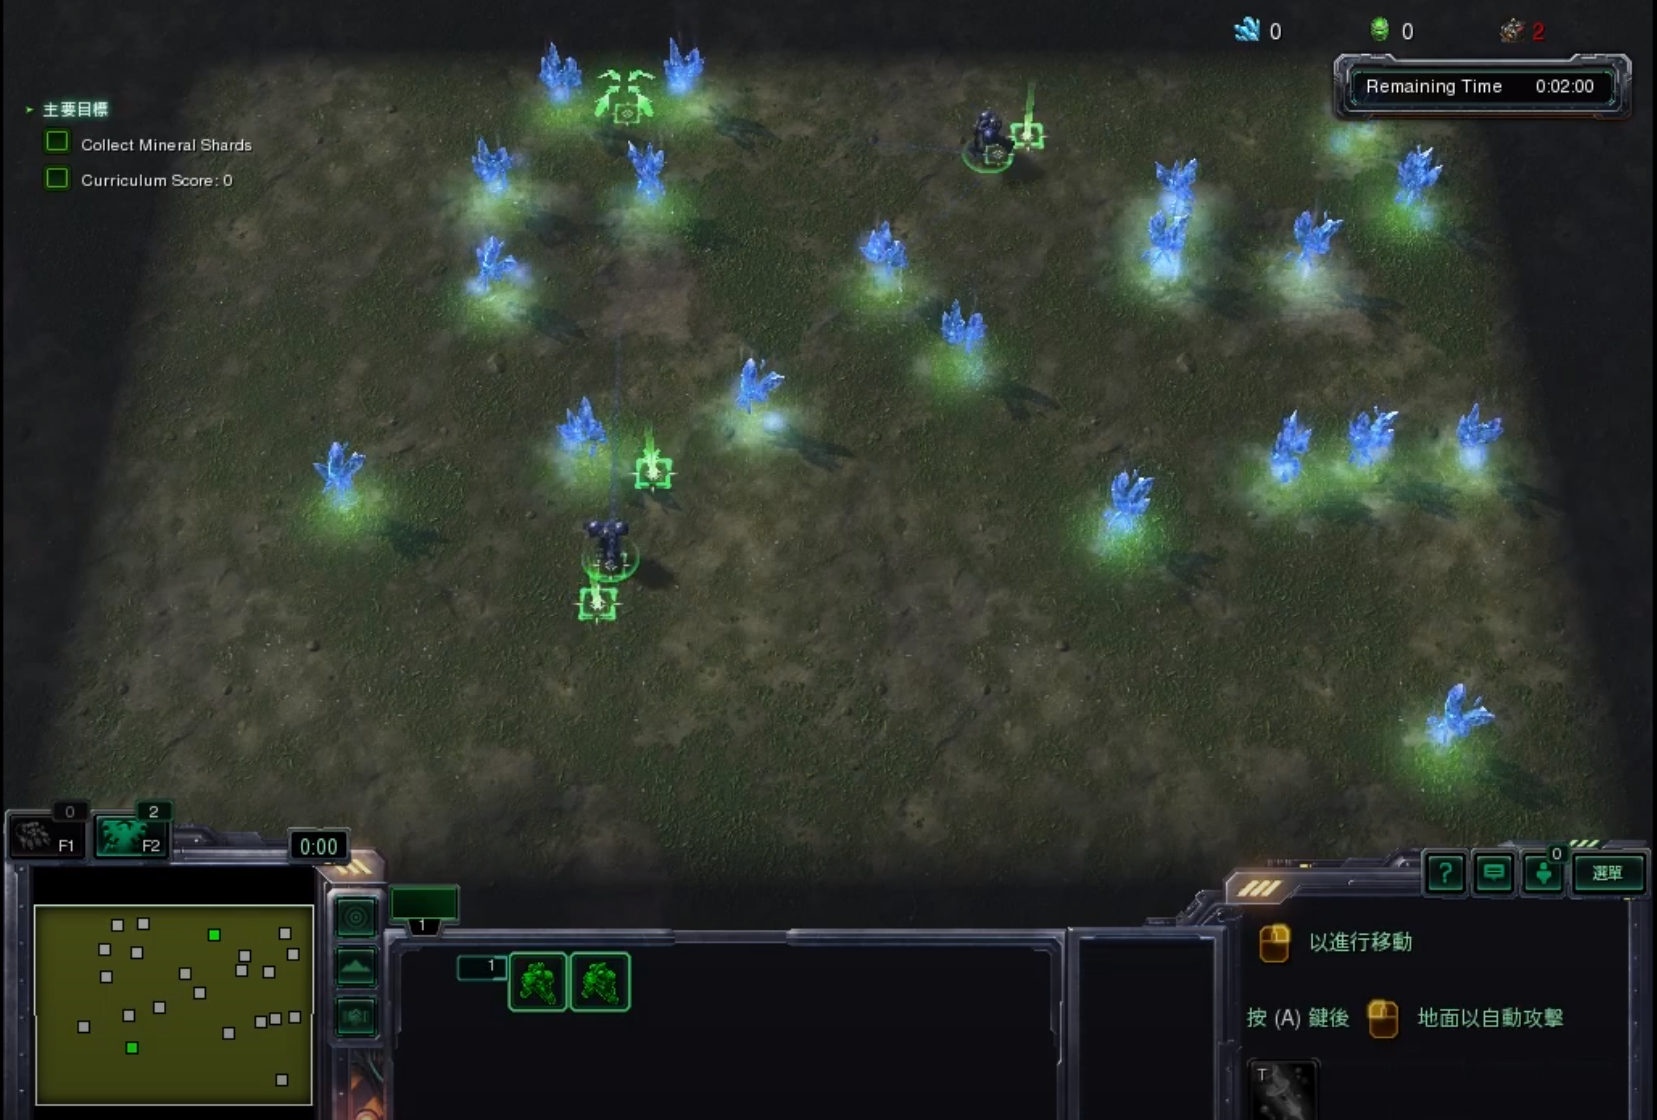 0 0 2
Remaining Time 0:02:00
主要目標
Collect Mineral Shards
Curriculum Score: 0
0 2
F1 F2
0:00
0
? 選單
1
1
以進行移動
按 (A) 鍵後 地面以自動攻擊
T